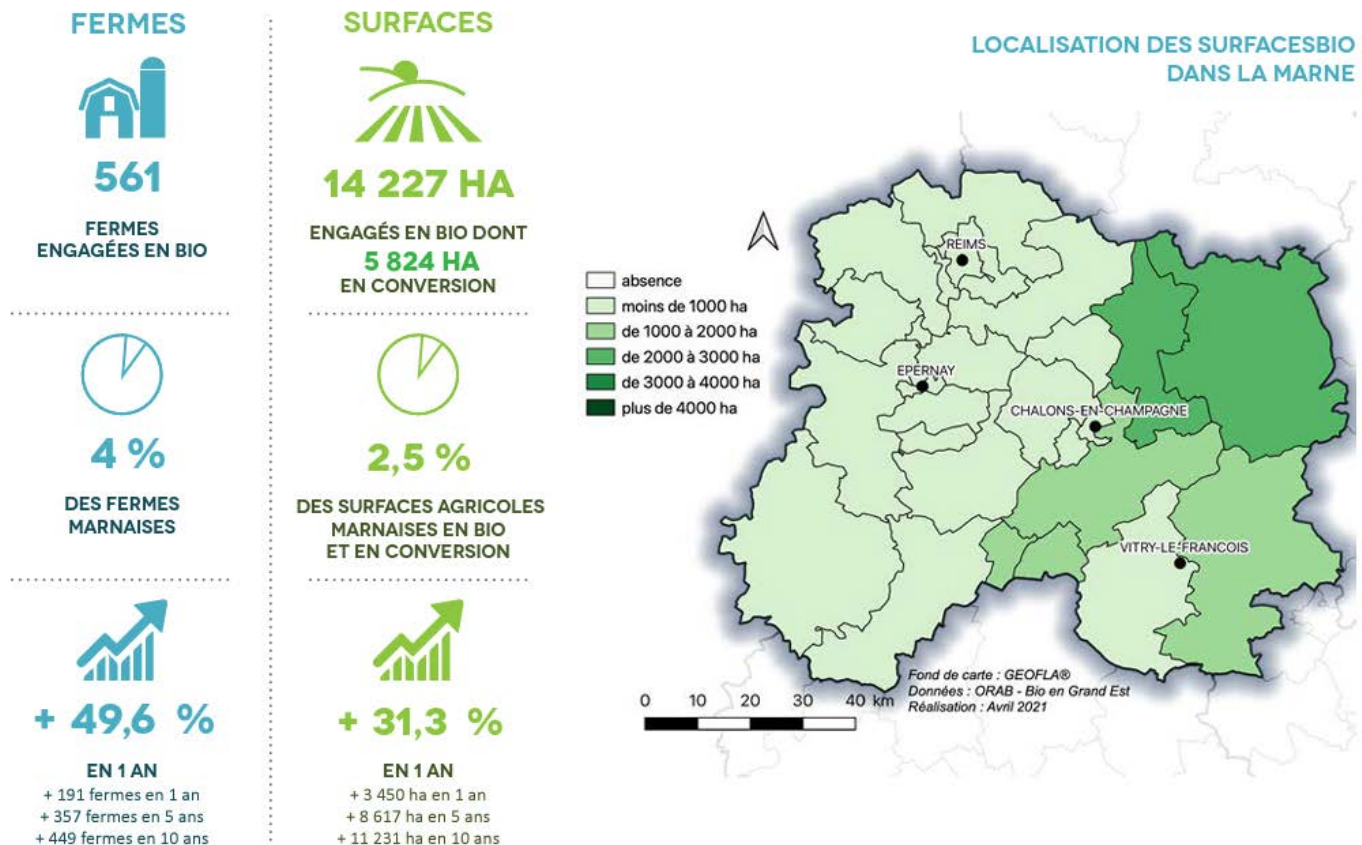 FERMES
561
FERMES
ENGAGÉES EN BIO
4 %
DES FERMES
MARNAISES
+ 49,6 %
EN 1 AN
+ 191 fermes en 1 an
+ 357 fermes en 5 ans
+ 449 fermes en 10 ans
SURFACES
14 227 HA
ENGAGÉS EN BIO DONT
5 824 HA
EN CONVERSION
2,5 %
DES SURFACES AGRICOLES
MARNAISES EN BIO
ET EN CONVERSION
+ 31,3 %
EN 1 AN
+ 3 450 ha en 1 an
+ 8 617 ha en 5 ans
+ 11 231 ha en 10 ans
LOCALISATION DES SURFACESBIO
DANS LA MARNE
absence
moins de 1000 ha
de 1000 à 2000 ha
de 2000 à 3000 ha
de 3000 à 4000 ha
plus de 4000 ha
REIMS
EPERNAY
CHALONS-EN-CHAMPAGNE
VITRY-LE-FRANCOIS
0 10 20 30 40 km
Fond de carte : GEOFLA®
Données : ORAB - Bio en Grand Est
Réalisation : Avril 2021